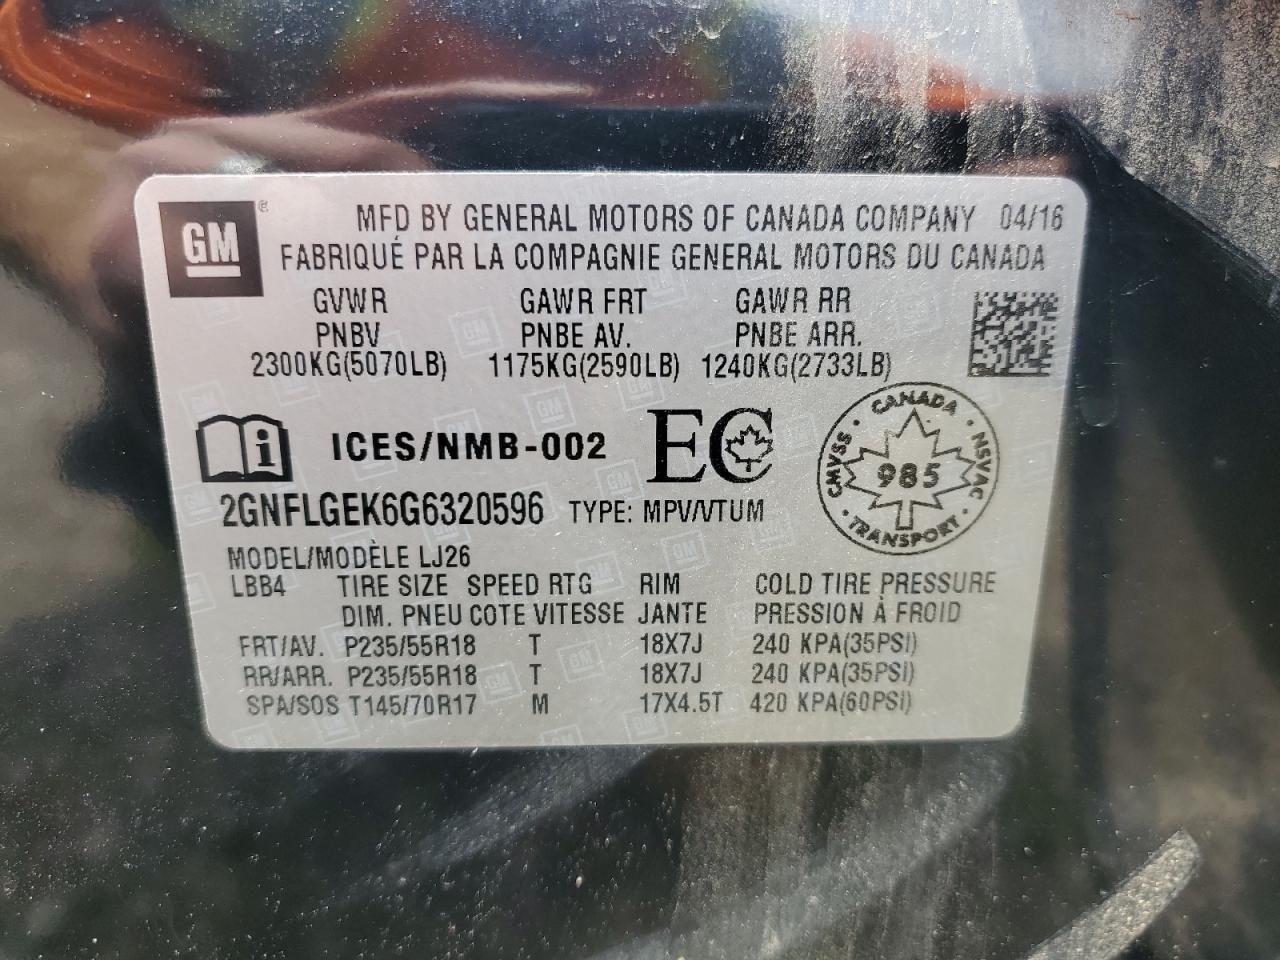 GM®
MFD BY GENERAL MOTORS OF CANADA COMPANY 04/16
FABRIQUÉ PAR LA COMPAGNIE GENERAL MOTORS DU CANADA
GVWR GAWR FRT GAWR RR
PNBV PNBE AV. PNBE ARR.
2300KG(5070LB) 1175KG(2590LB) 1240KG(2733LB)
i ICES/NMB-002 EC
CANADA
CMVSS 985 NSVAC
TRANSPORT
2GNFLGEK6G6320596 TYPE: MPV/VTUM
MODEL/MODÈLE LJ26
LBB4 TIRE SIZE SPEED RTG RIM COLD TIRE PRESSURE
DIM. PNEU COTE VITESSE JANTE PRESSION À FROID
FRT/AV. P235/55R18 T 18X7J 240 KPA(35PSI)
RR/ARR. P235/55R18 T 18X7J 240 KPA(35PSI)
SPA/SOS T145/70R17 M 17X4.5T 420 KPA(60PSI)